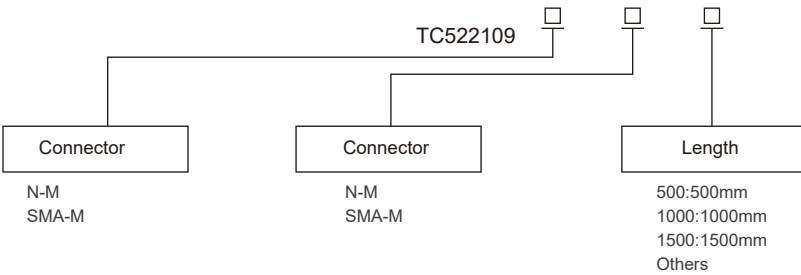 TC522109
Connector
N-M
SMA-M
Connector
N-M
SMA-M
Length
500:500mm
1000:1000mm
1500:1500mm
Others